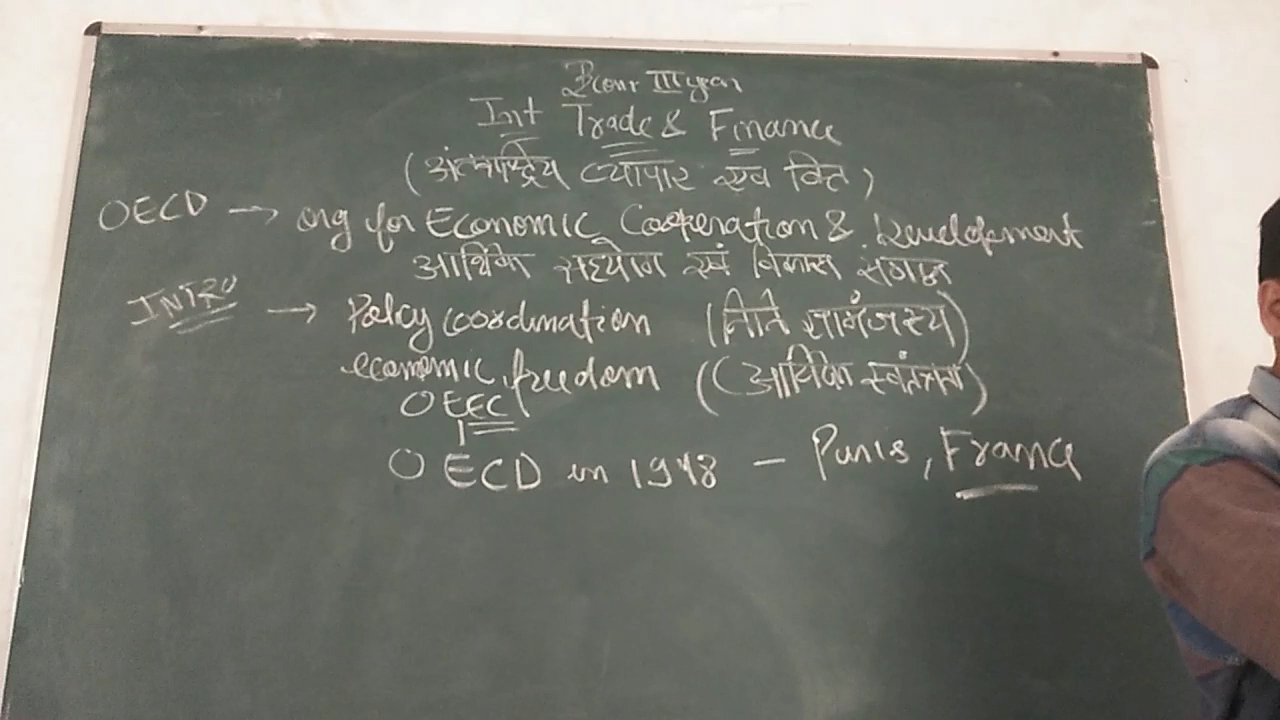 Bcom III year
Int Trade & Finance
(अंतर्राष्ट्रीय व्यापार एवं वित्त)
OECD → org for Economic Cooperation & Development
आर्थिक सहयोग एवं विकास संगठन
INTRO → Policy coordination (निति सामंजस्य)
economic freedom (आर्थिक स्वतंत्रता)
OEEC
OECD in 1948 – Paris, France